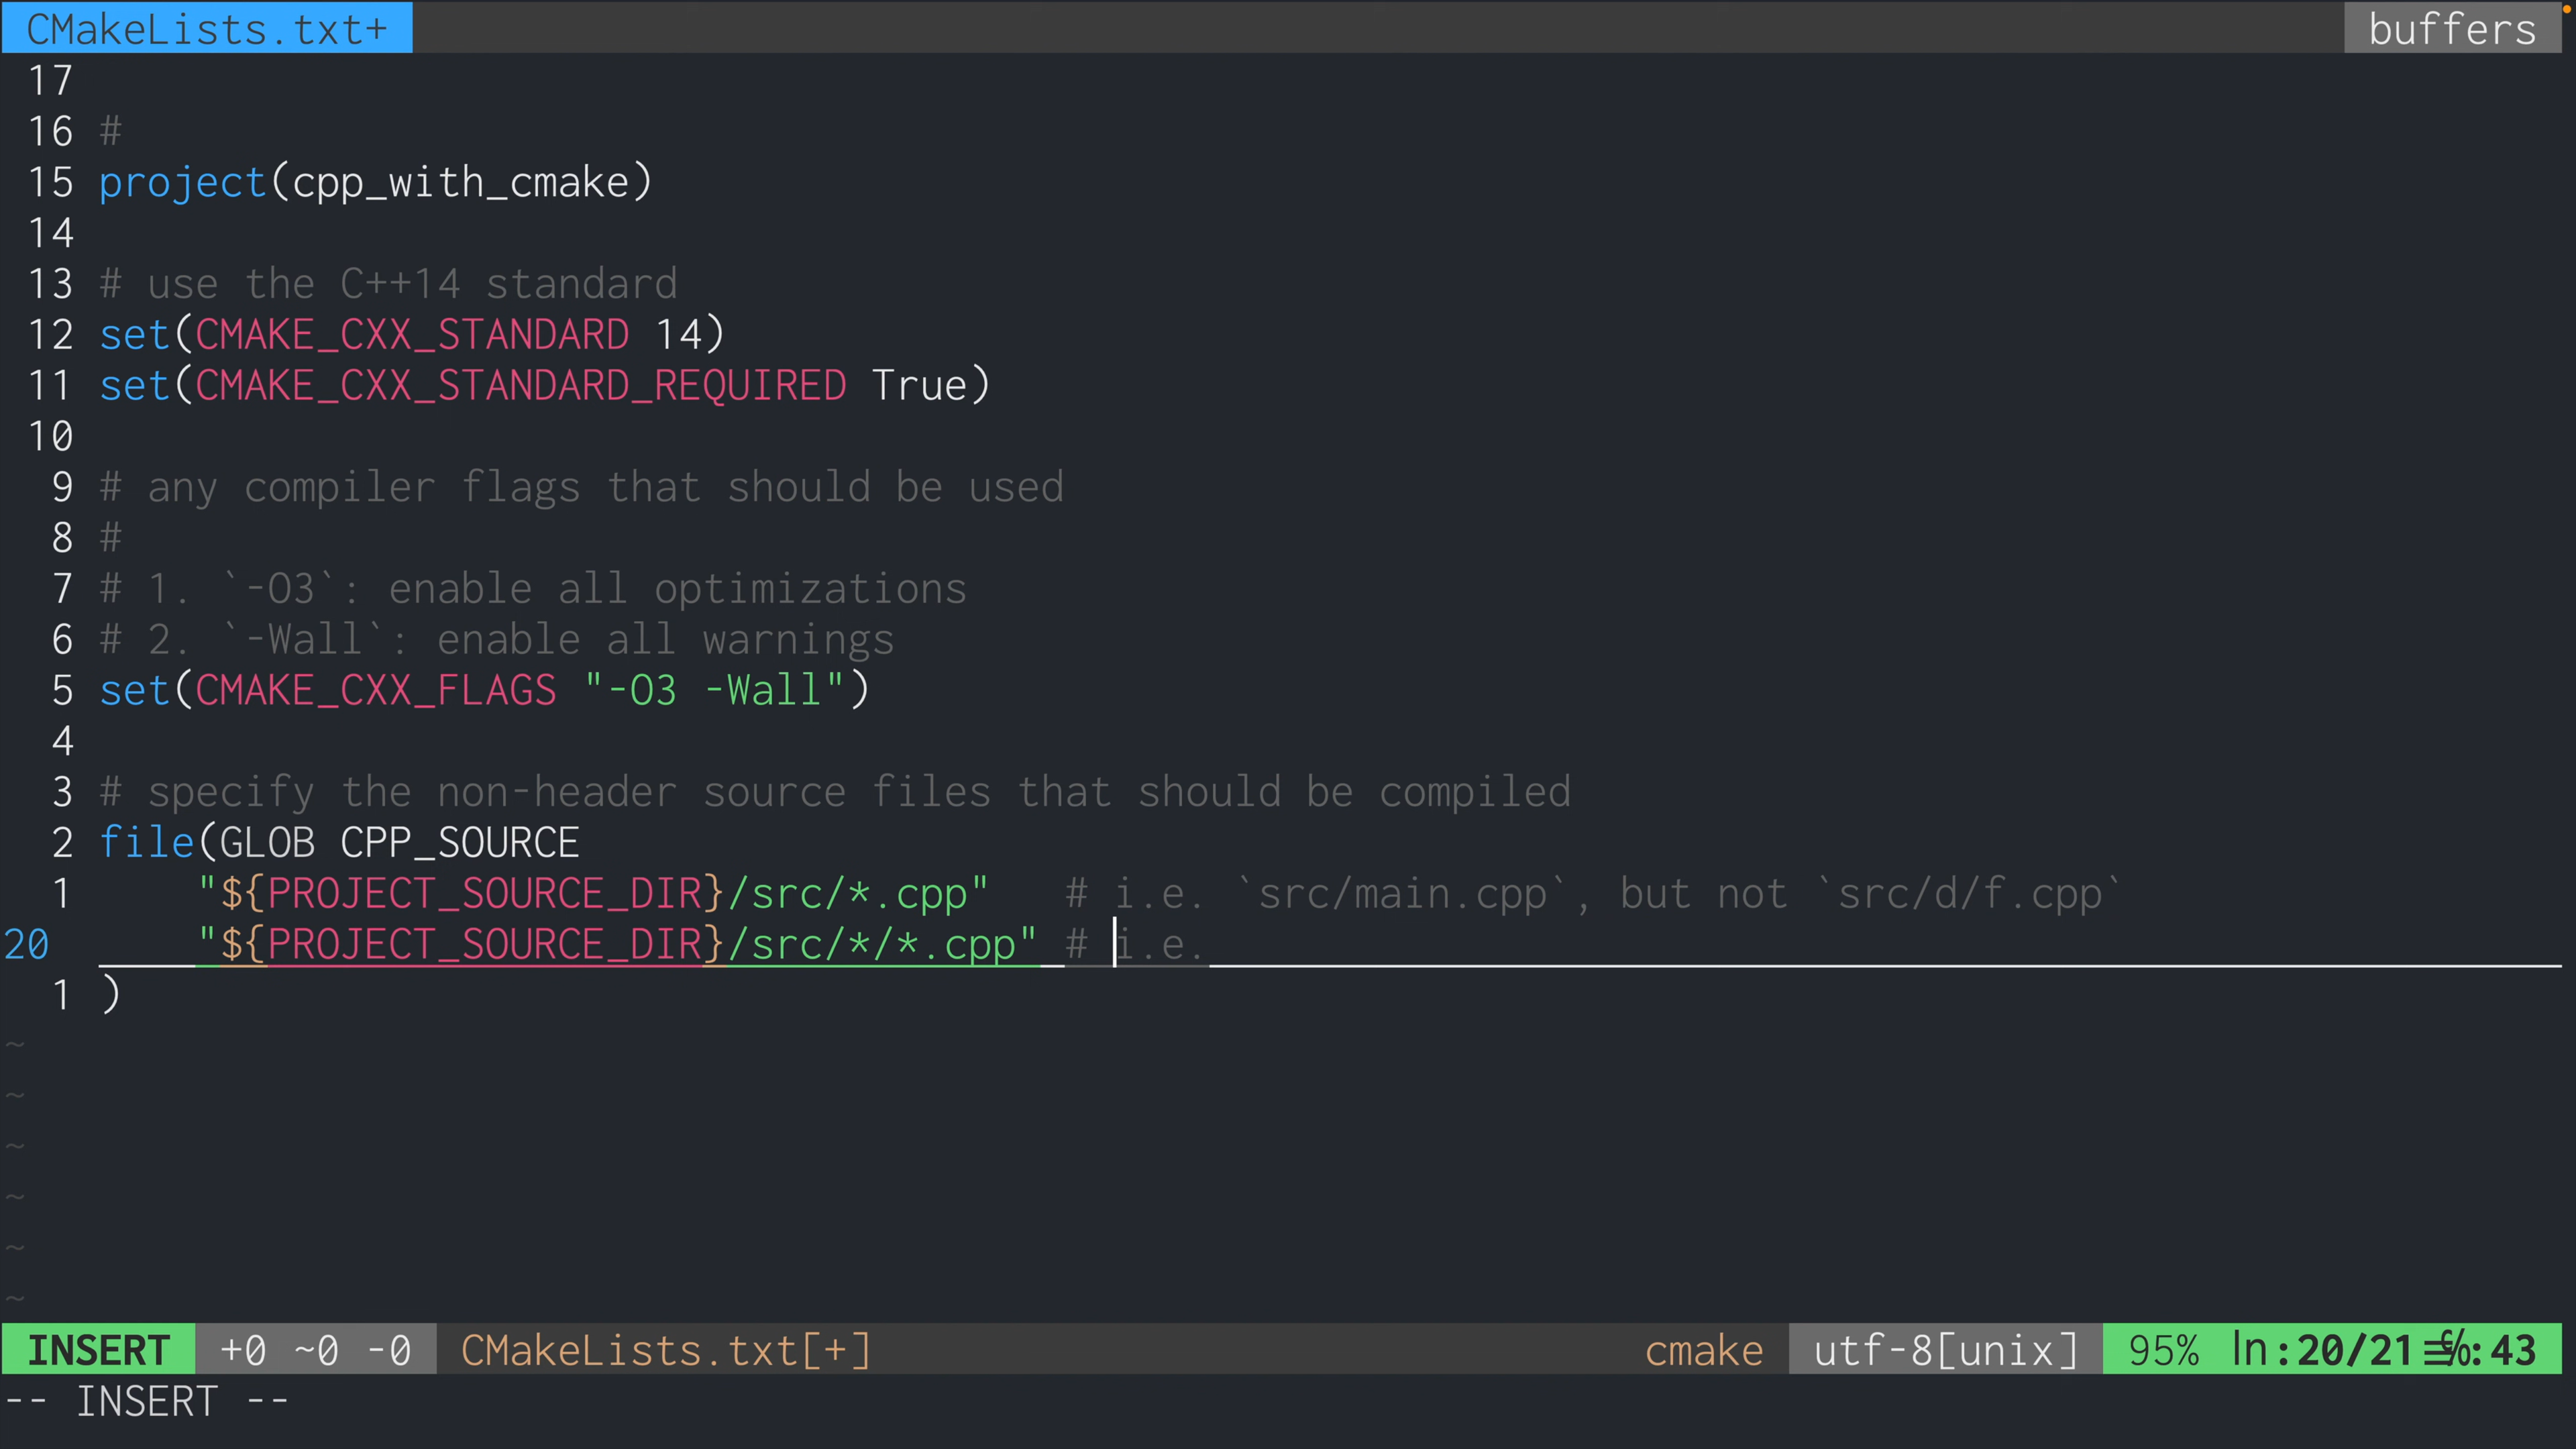 CMakeLists.txt+ buffers
17
16 #
15 project(cpp_with_cmake)
14
13 # use the C++14 standard
12 set(CMAKE_CXX_STANDARD 14)
11 set(CMAKE_CXX_STANDARD_REQUIRED True)
10
9 # any compiler flags that should be used
8 #
7 # 1. `-O3`: enable all optimizations
6 # 2. `-Wall`: enable all warnings
5 set(CMAKE_CXX_FLAGS "-O3 -Wall")
4
3 # specify the non-header source files that should be compiled
2 file(GLOB CPP_SOURCE
1     "${PROJECT_SOURCE_DIR}/src/*.cpp"   # i.e. `src/main.cpp`, but not `src/d/f.cpp`
20     "${PROJECT_SOURCE_DIR}/src/*/*.cpp" # i.e.
1 )
~
~
~
~
~
~
INSERT +0 ~0 -0 CMakeLists.txt[+] cmake utf-8[unix] 95% ln:20/21 ≡℅:43
-- INSERT --